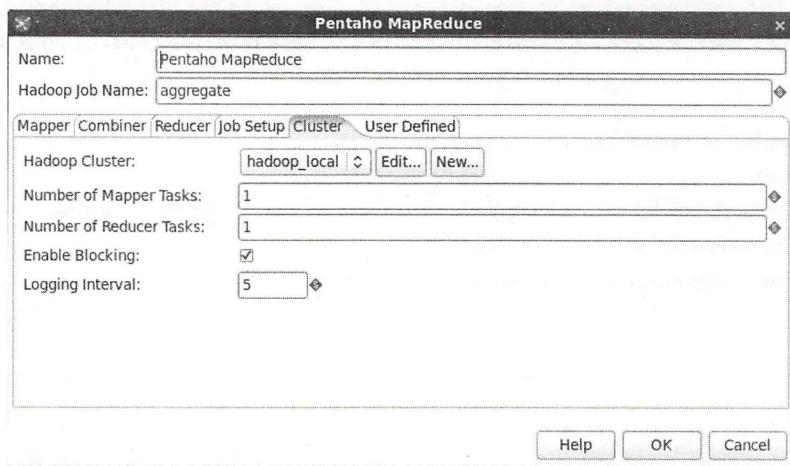 Pentaho MapReduce
Name: Pentaho MapReduce
Hadoop Job Name: aggregate
Mapper Combiner Reducer Job Setup Cluster User Defined
Hadoop Cluster: hadoop_local Edit... New...
Number of Mapper Tasks: 1
Number of Reducer Tasks: 1
Enable Blocking:
Logging Interval: 5
Help OK Cancel